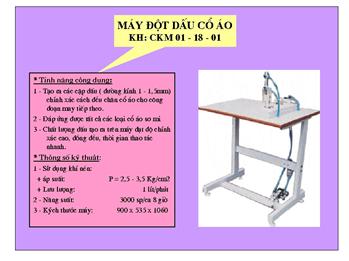 MÁY ĐỘT DẤU CỔ ÁO
KH: CKM 01 - 18 - 01
* Tính năng công dụng:
1 - Tạo ra các cặp dấu ( đường kính 1 - 1,5mm)
chính xác cách đều chân cổ áo cho công
đoạn may tiếp theo.
2 - Đáp ứng được tất cả các loại cổ áo sơ mi
3 - Chất lượng dấu tạo ra trên máy đạt độ chính
xác cao, đồng đều, thời gian thao tác
nhanh.
* Thông số kỹ thuật:
1 - Sử dụng khí nén:
+ áp suất: P = 2,5 - 3,5 Kg/cm2
+ Lưu lượng: 1 lít/phút
2 - Năng suất: 3000 sp/ca 8 giờ
3 - Kých thước máy: 900 x 535 x 1060